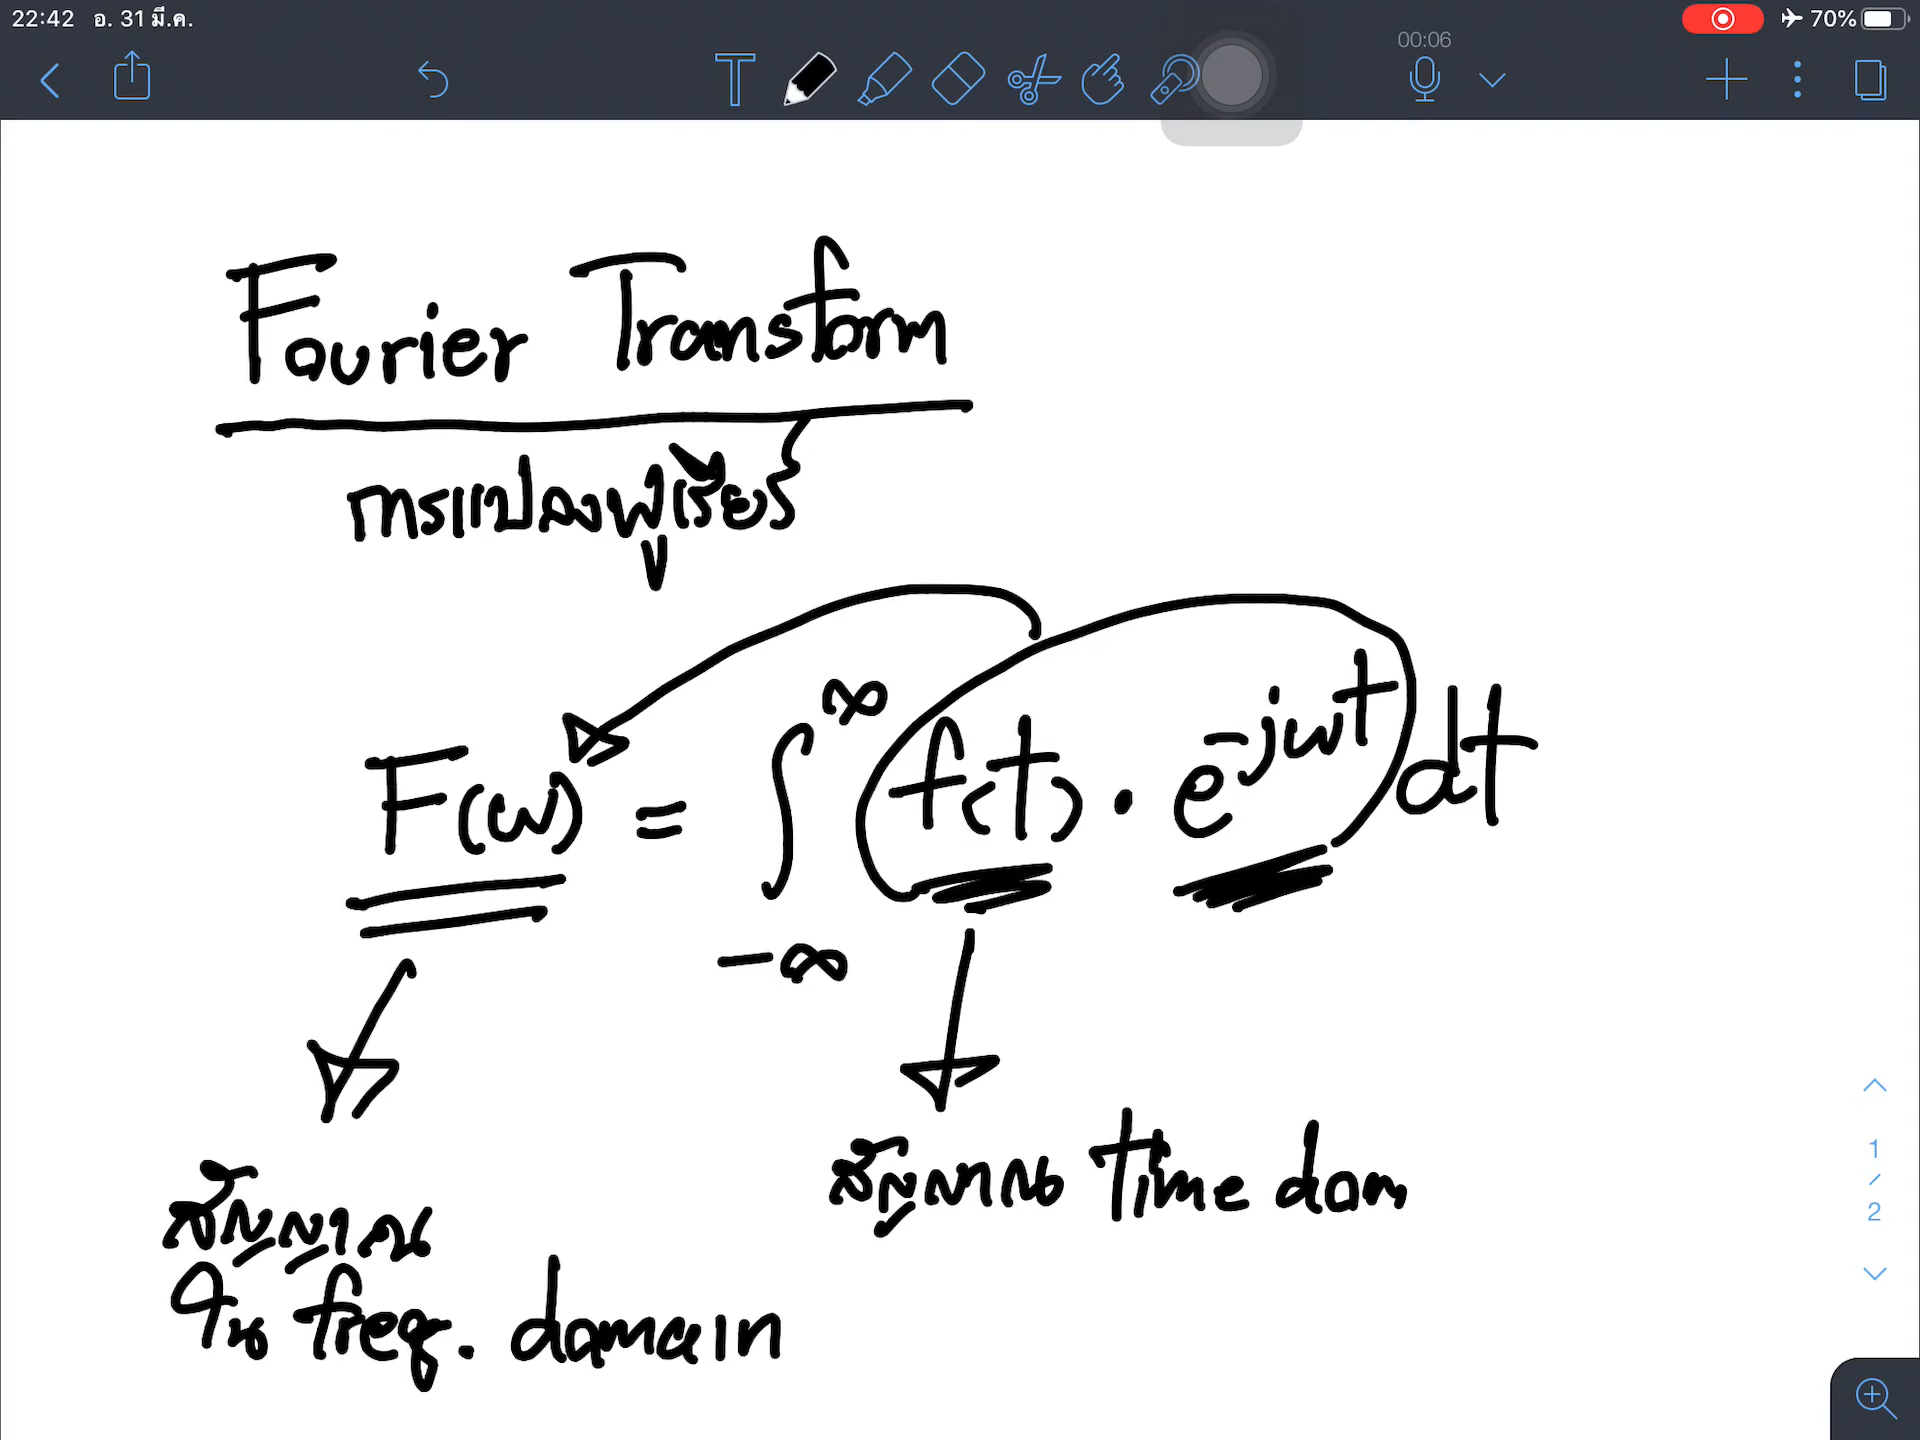 22:42 อ. 31 มี.ค.
70%
00:06
Fourier Transform
การแปลงฟูเรียร์
F(ω) = ∫_{-∞}^{∞} f(t) · e^{-jωt} dt
สัญญาณ time dom
สัญญาณ
ใน freq. domain
1
/
2